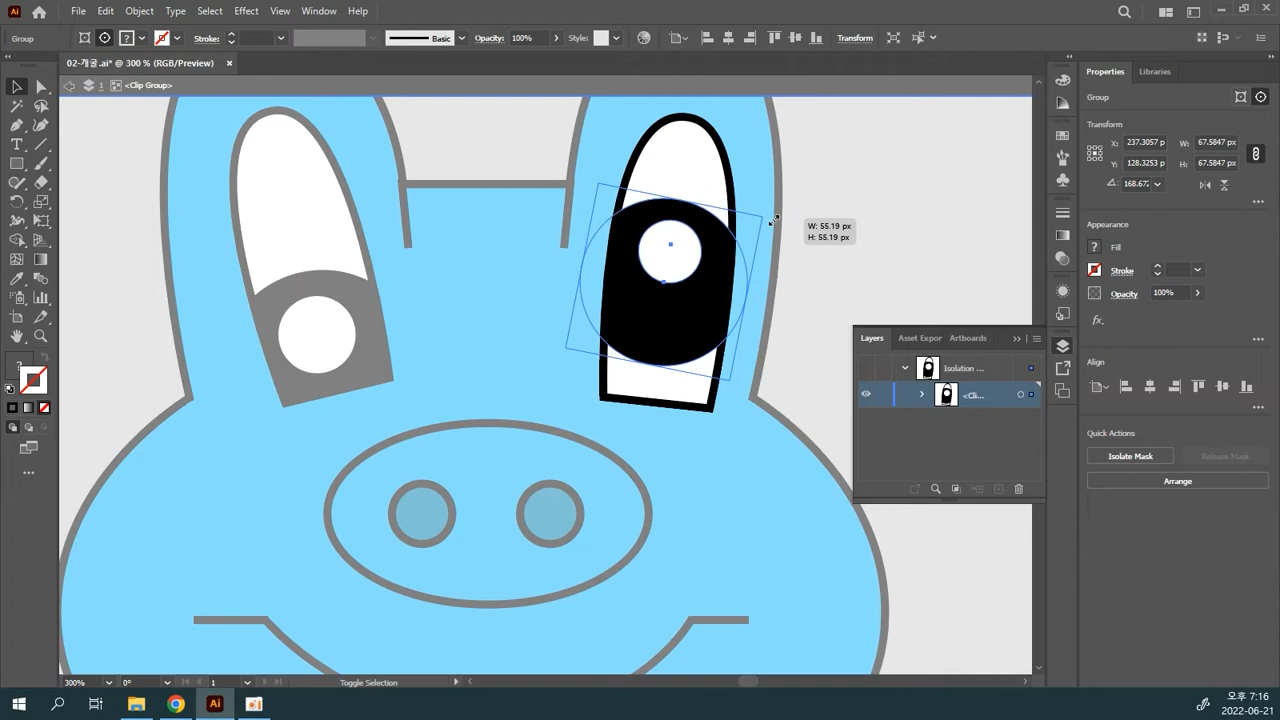 Ai File Edit Object Type Select Effect View Window Help
Group Stroke: Basic Opacity: 100% Style: Transform
02-개굴.ai* @ 300 % (RGB/Preview)
1 <Clip Group>
Properties Libraries
Group
Transform
X: 237.3057 p W: 67.5847 px
Y: 128.3253 p H: 67.5847 px
168.672
Appearance
Fill
Stroke
Opacity 100%
fx.
Align
Quick Actions
Isolate Mask Release Mask
Arrange
W: 55.19 px
H: 55.19 px
Layers Asset Expor Artboards
Isolation ...
<Cli...
300% 0° 1 Toggle Selection
Ai
오후 7:16
2022-06-21